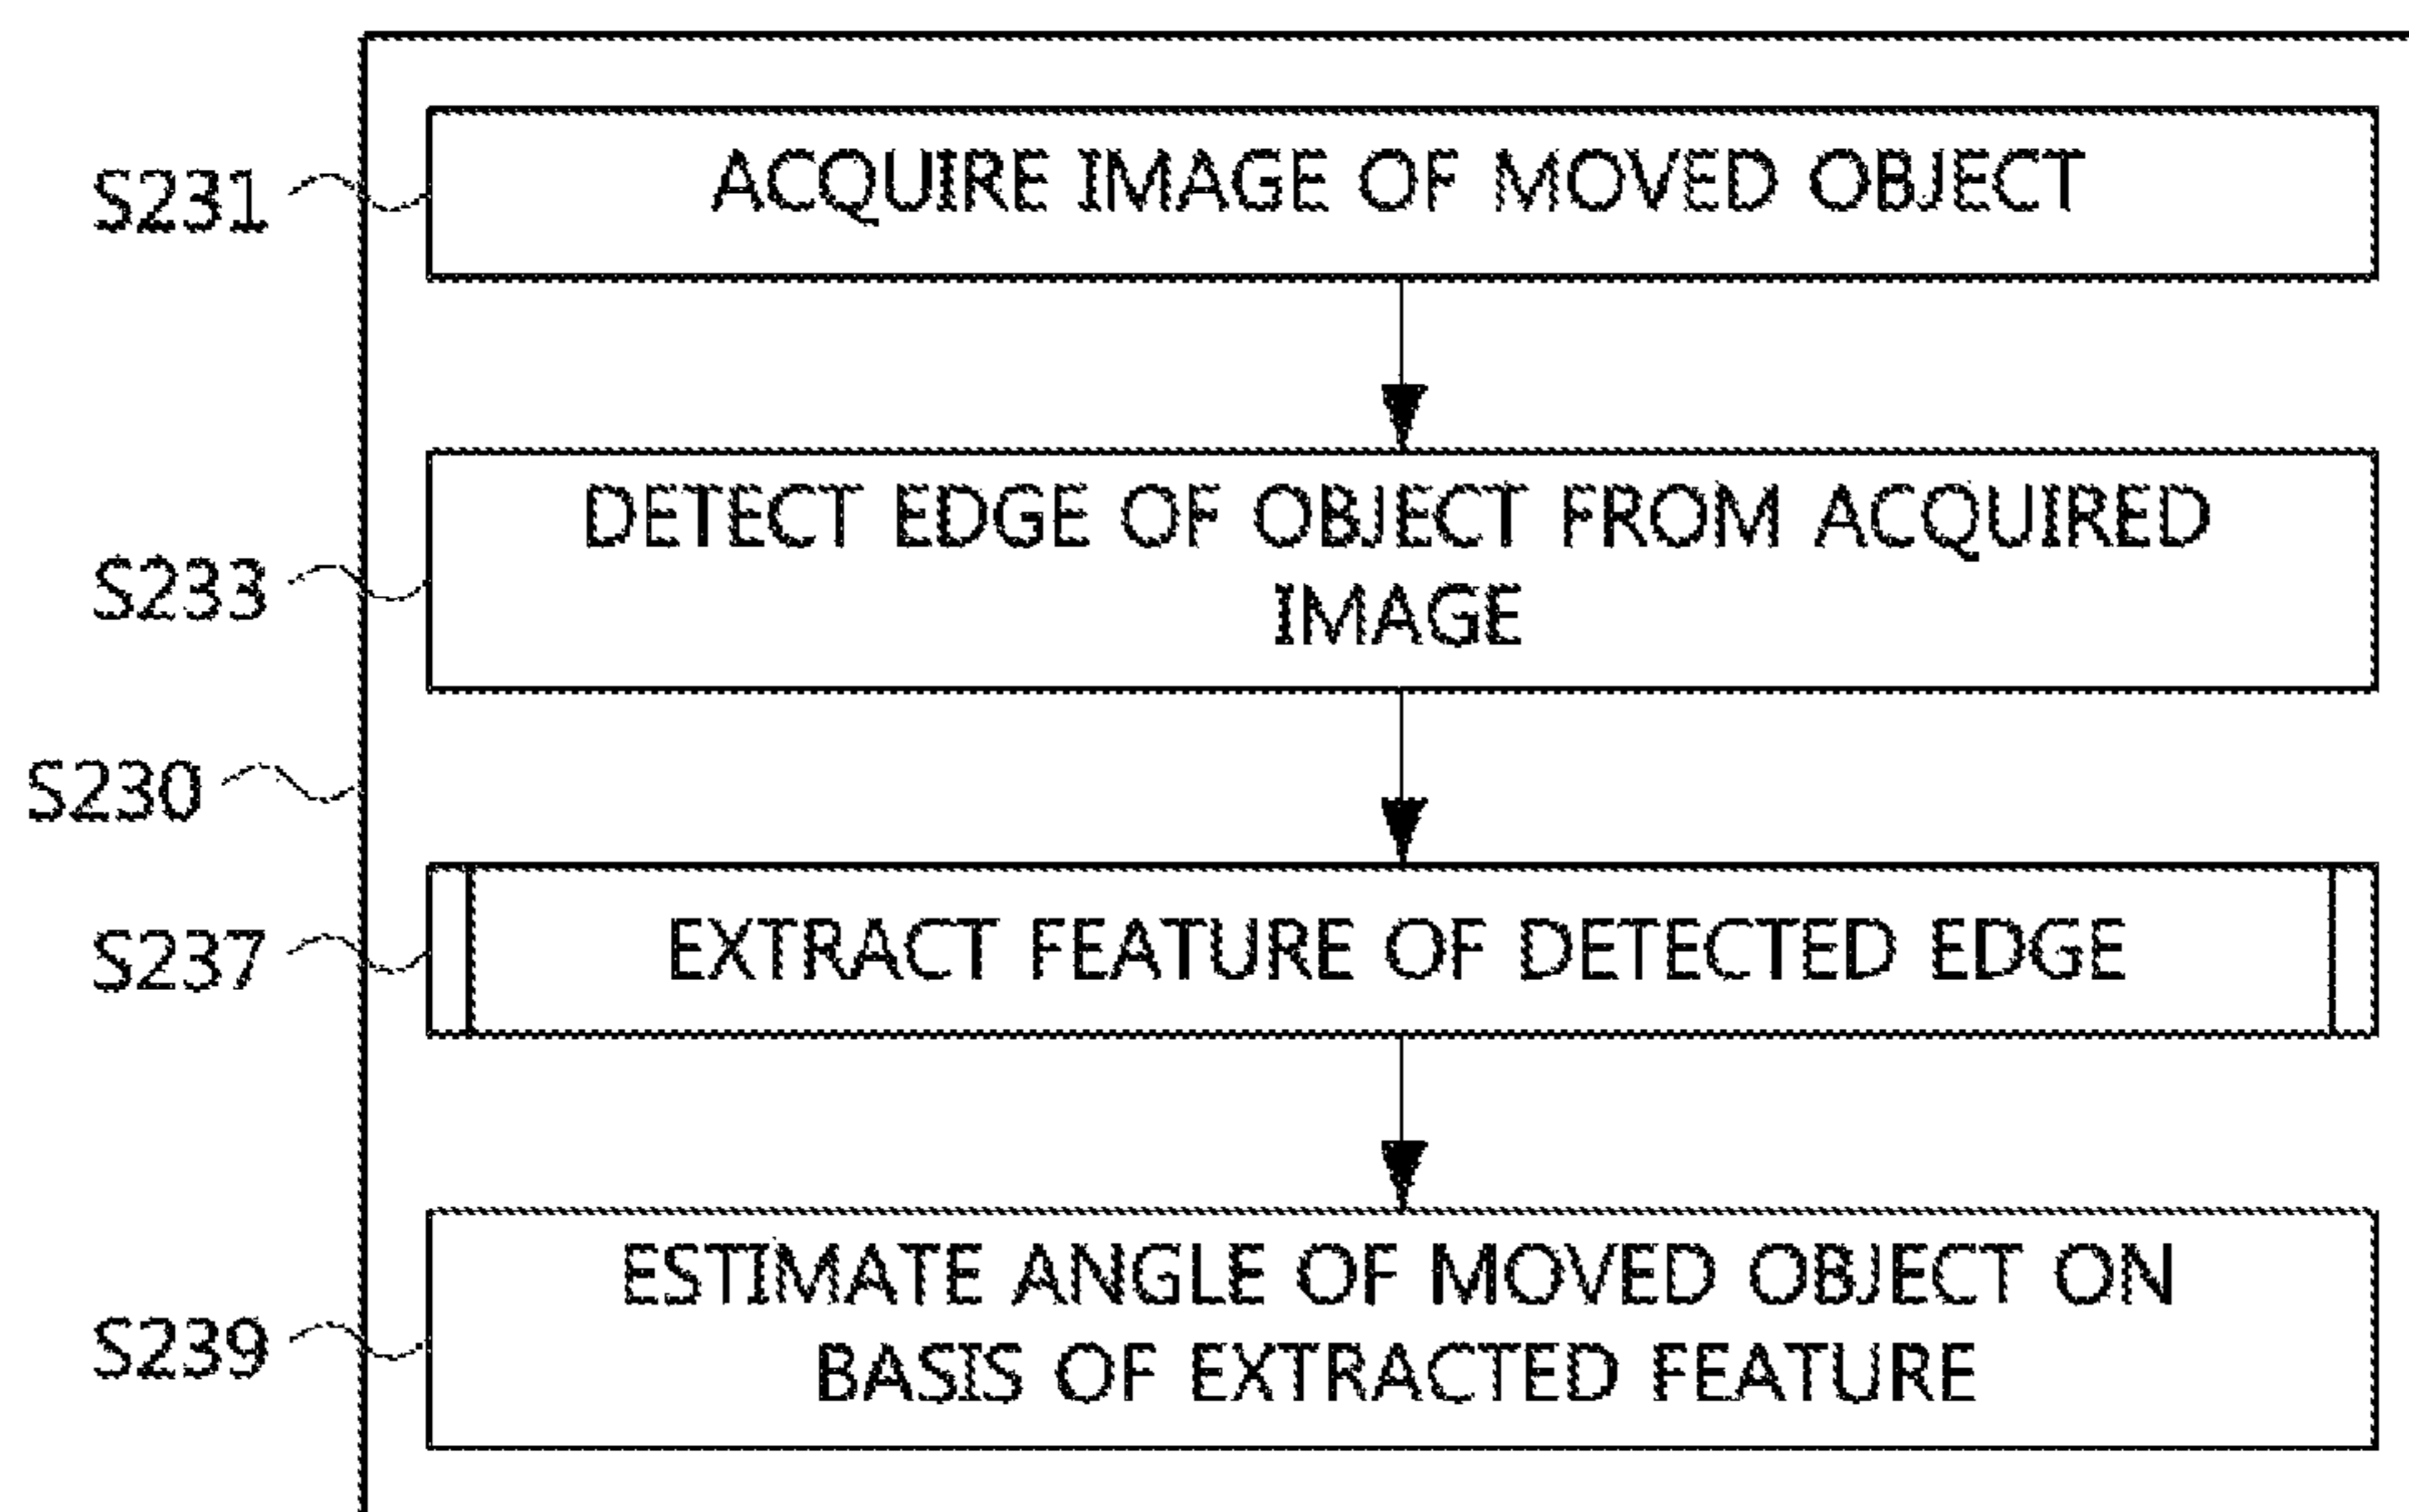 S231 ACQUIRE IMAGE OF MOVED OBJECT
DETECT EDGE OF OBJECT FROM ACQUIRED
S233
IMAGE
S230
S237 EXTRACT FEATURE OF DETECTED EDGE
ESTIMATE ANGLE OF MOVED OBJECT ON
S239
BASIS OF EXTRACTED FEATURE